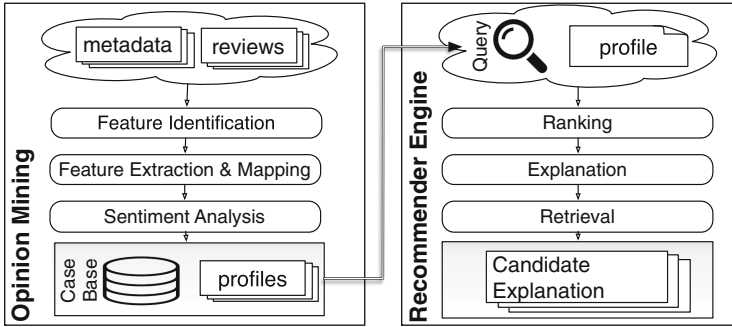 Opinion Mining
metadata
reviews
Feature Identification
Feature Extraction & Mapping
Sentiment Analysis
Case
Base
profiles
Recommender Engine
Query
profile
Ranking
Explanation
Retrieval
Candidate
Explanation